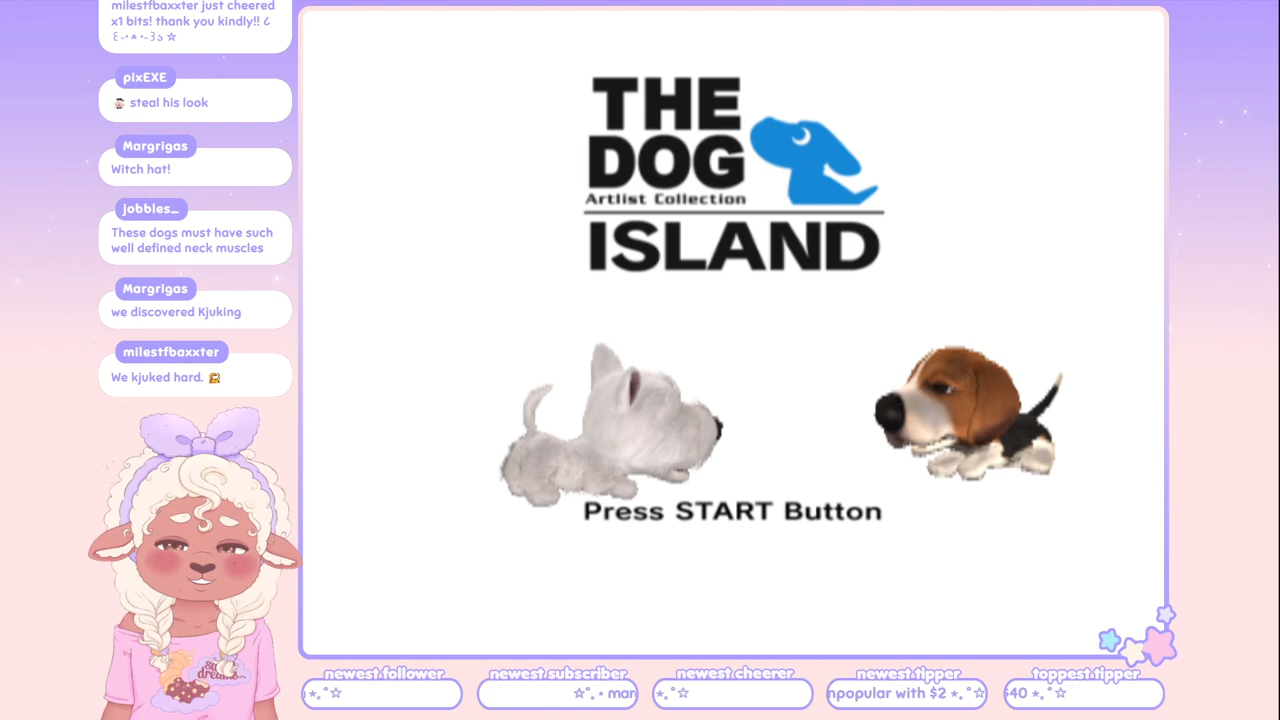 milestfbaxxter just cheered
x1 bits! thank you kindly!!
pixEXE
steal his look
Margrigas
Witch hat!
jobbles_
These dogs must have such
well defined neck muscles
Margrigas
we discovered Kjuking
milestfbaxxter
We kjuked hard.
THE
DOG
Artlist Collection
ISLAND
Press START Button
newest follower
newest subscriber
mar
newest cheerer
newest tipper
npopular with $2
toppest tipper
$40